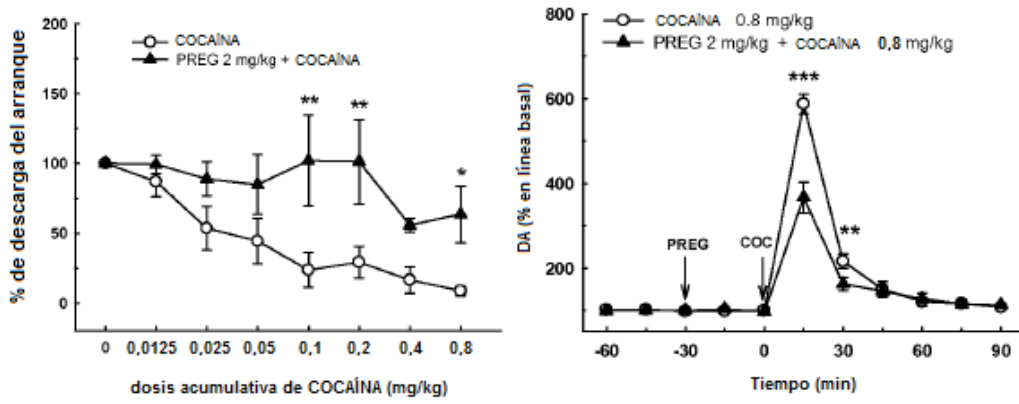 COCAÍNA
PREG 2 mg/kg + COCAÍNA
200
150
100
50
0
** ** *
% de descarga del arranque
0 0,0125 0,025 0,05 0,1 0,2 0,4 0,8
dosis acumulativa de COCAÍNA (mg/kg)
COCAÍNA 0.8 mg/kg
PREG 2 mg/kg + COCAÍNA 0,8 mg/kg
800
600
400
200
***
**
PREG COC
DA (% en línea basal)
-60 -30 0 30 60 90
Tiempo (min)